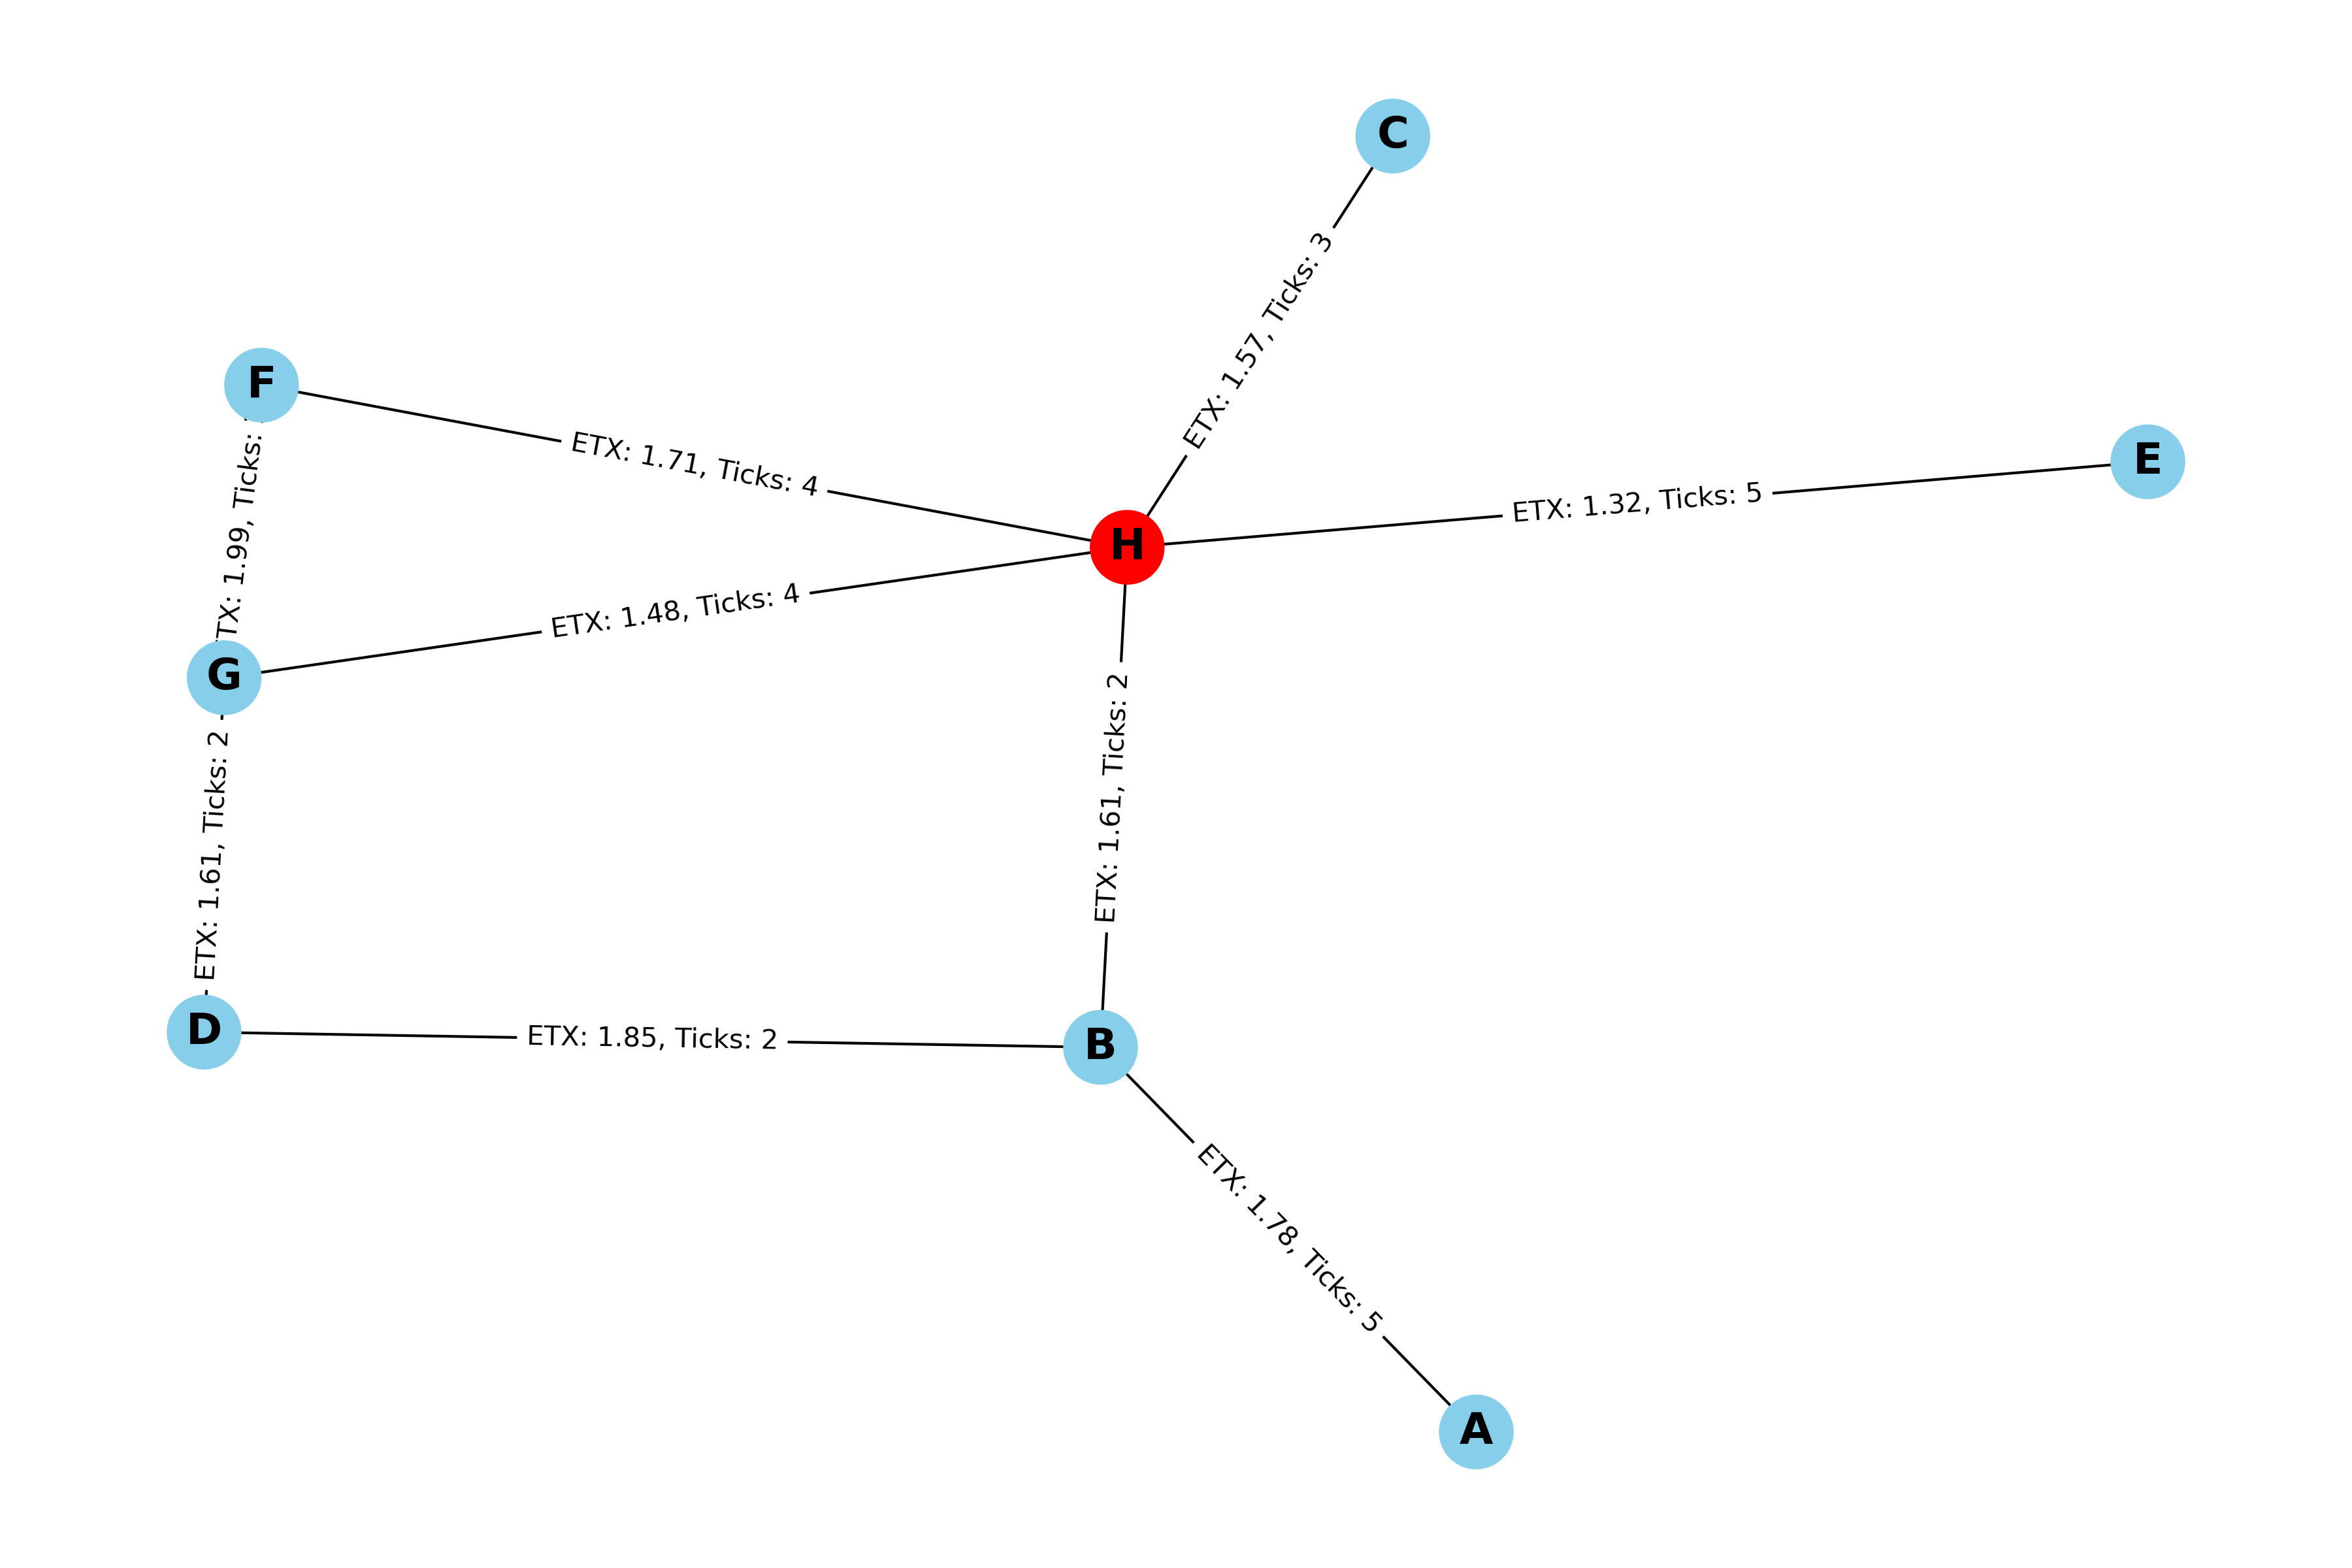 C
ETX: 1.57, Ticks: 3
F
ETX: 1.71, Ticks: 4
E
ETX: 1.32, Ticks: 5
H
TX: 1.99, Ticks:
ETX: 1.48, Ticks: 4
G
ETX: 1.61, Ticks: 2
ETX: 1.61, Ticks: 2
D
ETX: 1.85, Ticks: 2
B
ETX: 1.78, Ticks: 5
A